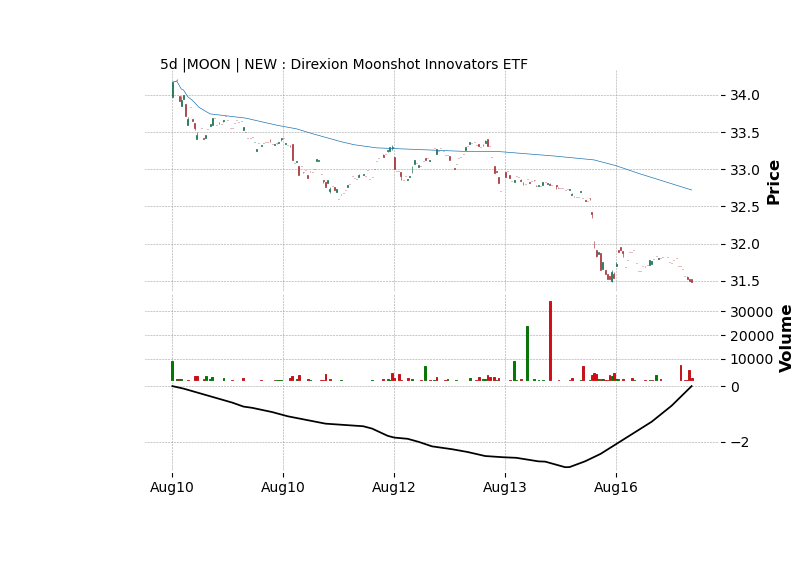 5d |MOON | NEW : Direxion Moonshot Innovators ETF
34.0
33.5
33.0
32.5
32.0
31.5
Price
30000
20000
10000
Volume
0
−2
Aug10 Aug10 Aug12 Aug13 Aug16